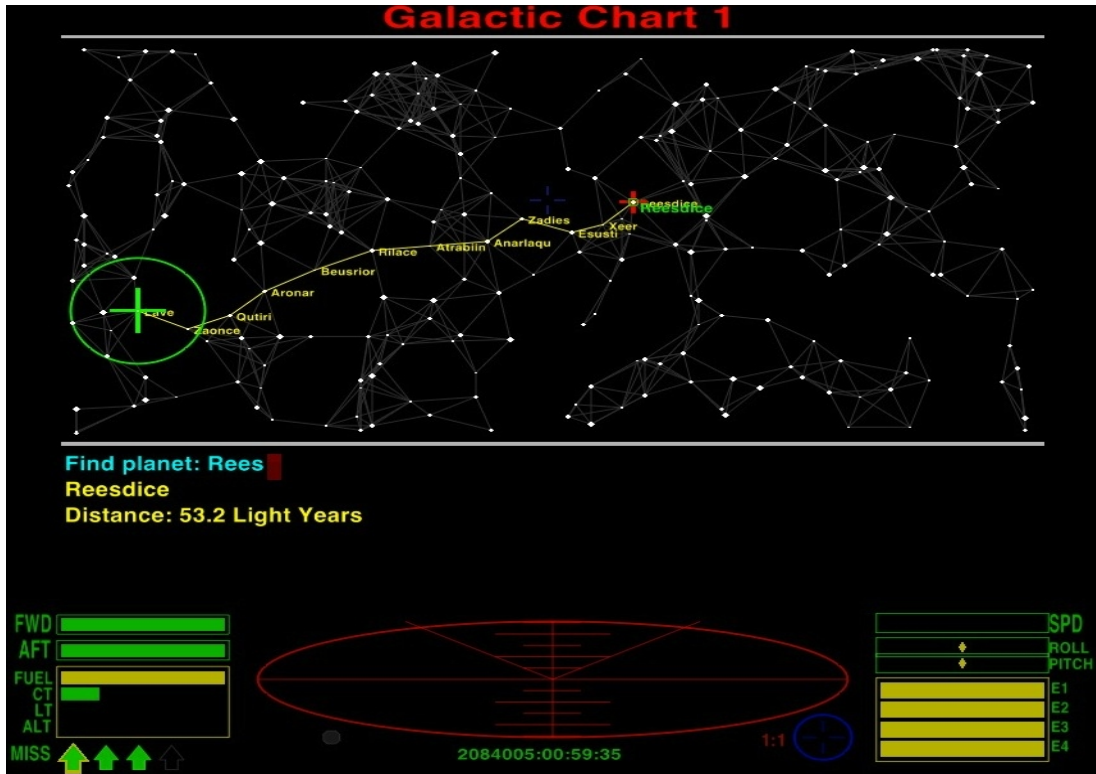 Galactic Chart 1
Zadies
Reesdice
Reesdice
Xeer
Esusti
Anarlaqu
Atrabiin
Rilace
Beusrior
Aronar
Lave
Qutiri
Zaonce
Find planet: Rees
Reesdice
Distance: 53.2 Light Years
FWD
AFT
FUEL
CT
LT
ALT
MISS
2084005:00:59:35
1:1
SPD
ROLL
PITCH
E1
E2
E3
E4